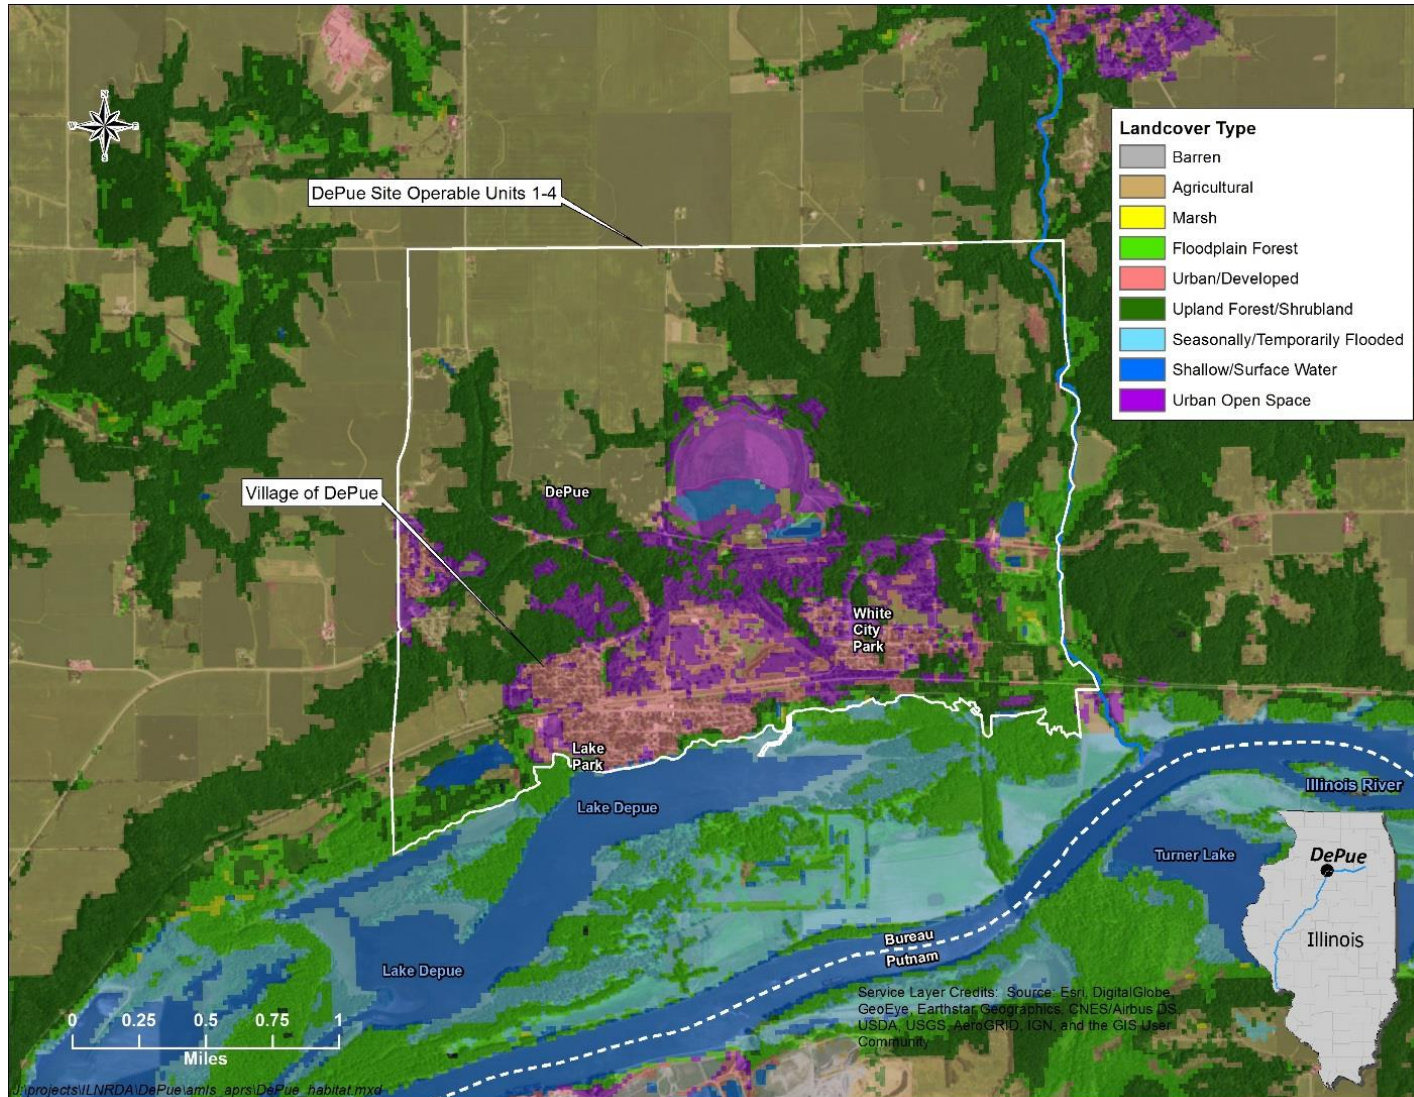 DePue Site Operable Units 1-4
Landcover Type
Barren
Agricultural
Marsh
Floodplain Forest
Urban/Developed
Upland Forest/Shrubland
Seasonally/Temporarily Flooded
Shallow/Surface Water
Urban Open Space
Village of DePue
DePue
White
City
Park
Lake
Park
Lake Depue
Illinois River
Turner Lake
DePue
Illinois
Bureau
Putnam
Lake Depue
Service Layer Credits: Source: Esri, DigitalGlobe,
GeoEye, Earthstar Geographics, CNES/Airbus DS,
USDA, USGS, AeroGRID, IGN, and the GIS User
Community
0 0.25 0.5 0.75 1
Miles
J:\projects\ILNRDA\DePue\amls_aprs\DePue_habitat.mxd